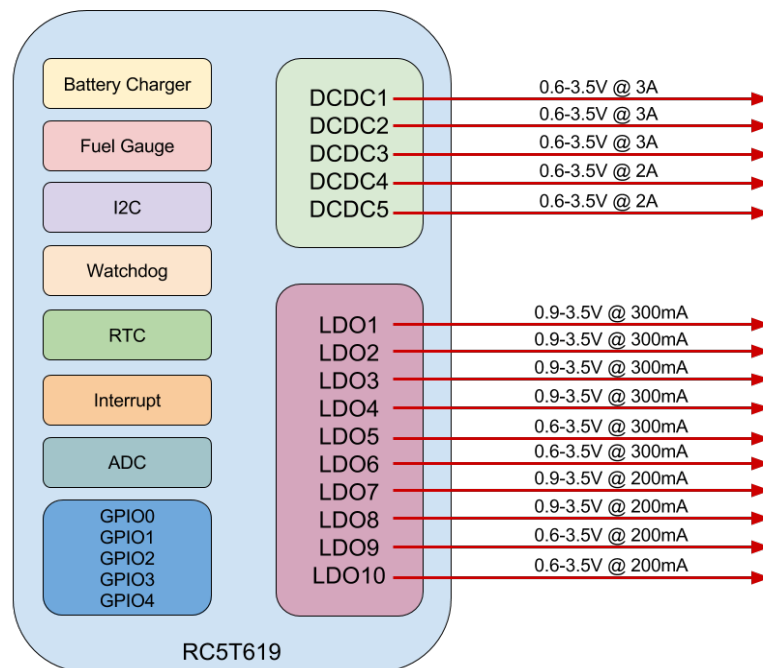 Battery Charger
Fuel Gauge
I2C
Watchdog
RTC
Interrupt
ADC
GPIO0
GPIO1
GPIO2
GPIO3
GPIO4
DCDC1 0.6-3.5V @ 3A
DCDC2 0.6-3.5V @ 3A
DCDC3 0.6-3.5V @ 3A
DCDC4 0.6-3.5V @ 2A
DCDC5 0.6-3.5V @ 2A
LDO1 0.9-3.5V @ 300mA
LDO2 0.9-3.5V @ 300mA
LDO3 0.9-3.5V @ 300mA
LDO4 0.9-3.5V @ 300mA
LDO5 0.6-3.5V @ 300mA
LDO6 0.6-3.5V @ 300mA
LDO7 0.9-3.5V @ 200mA
LDO8 0.9-3.5V @ 200mA
LDO9 0.6-3.5V @ 200mA
LDO10 0.6-3.5V @ 200mA
RC5T619